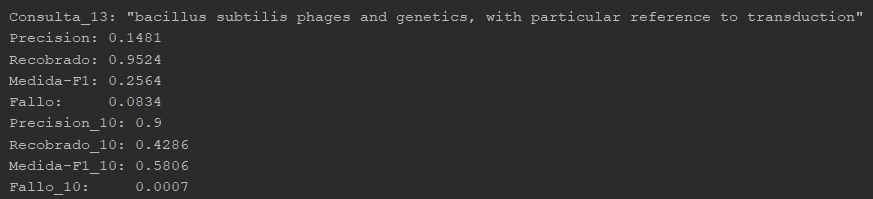 Consulta_13: "bacillus subtilis phages and genetics, with particular reference to transduction"
Precision: 0.1481
Recobrado: 0.9524
Medida-F1: 0.2564
Fallo: 0.0834
Precision_10: 0.9
Recobrado_10: 0.4286
Medida-F1_10: 0.5806
Fallo_10: 0.0007